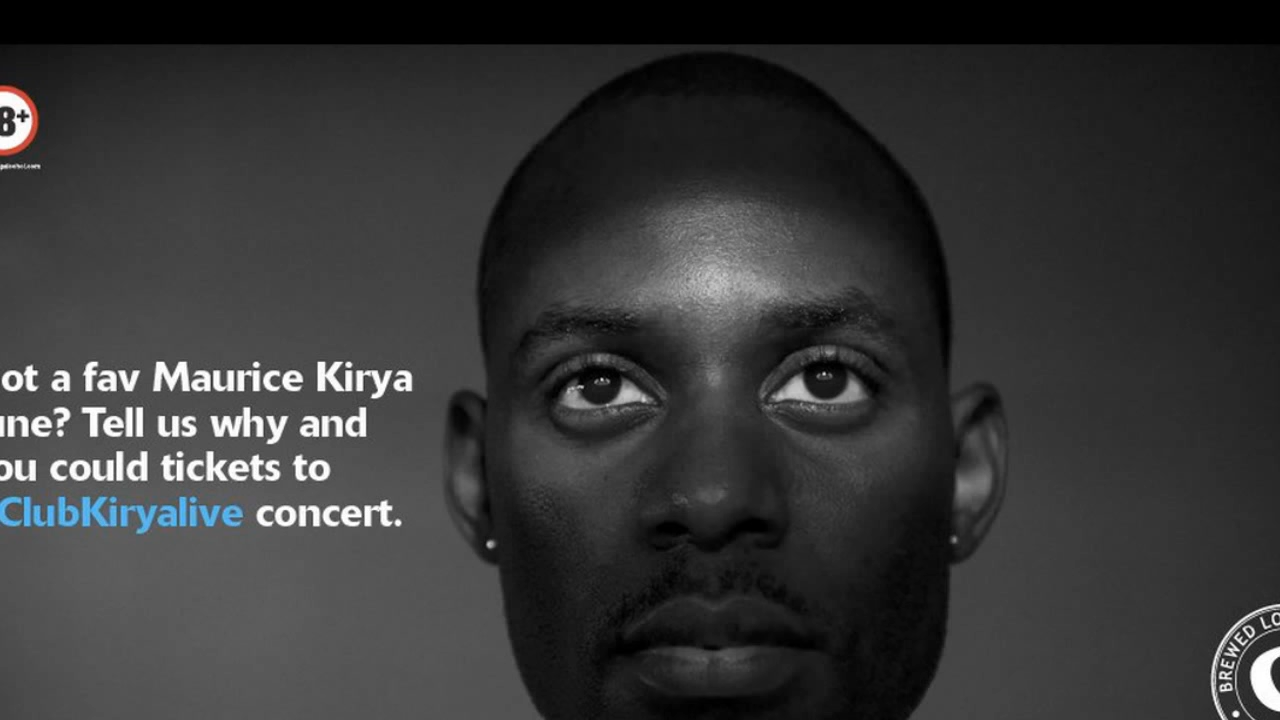 8+
ot a fav Maurice Kirya
une? Tell us why and
ou could tickets to
ClubKiryalive concert.
BREWED LO